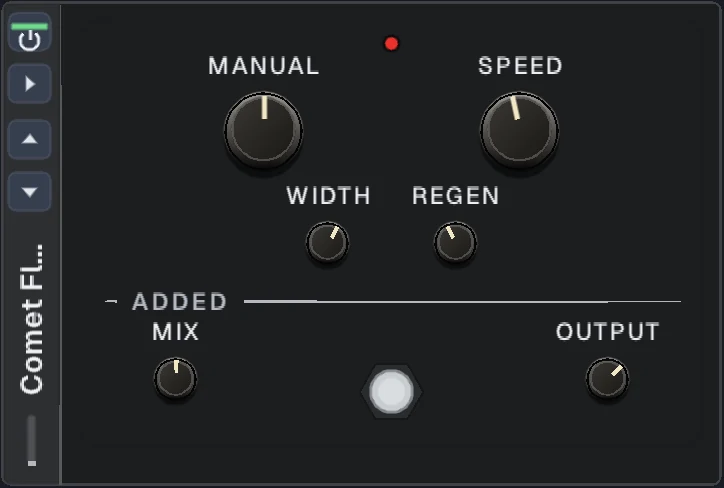 MANUAL
SPEED
WIDTH
REGEN
ADDED
MIX
OUTPUT
Comet Fl...